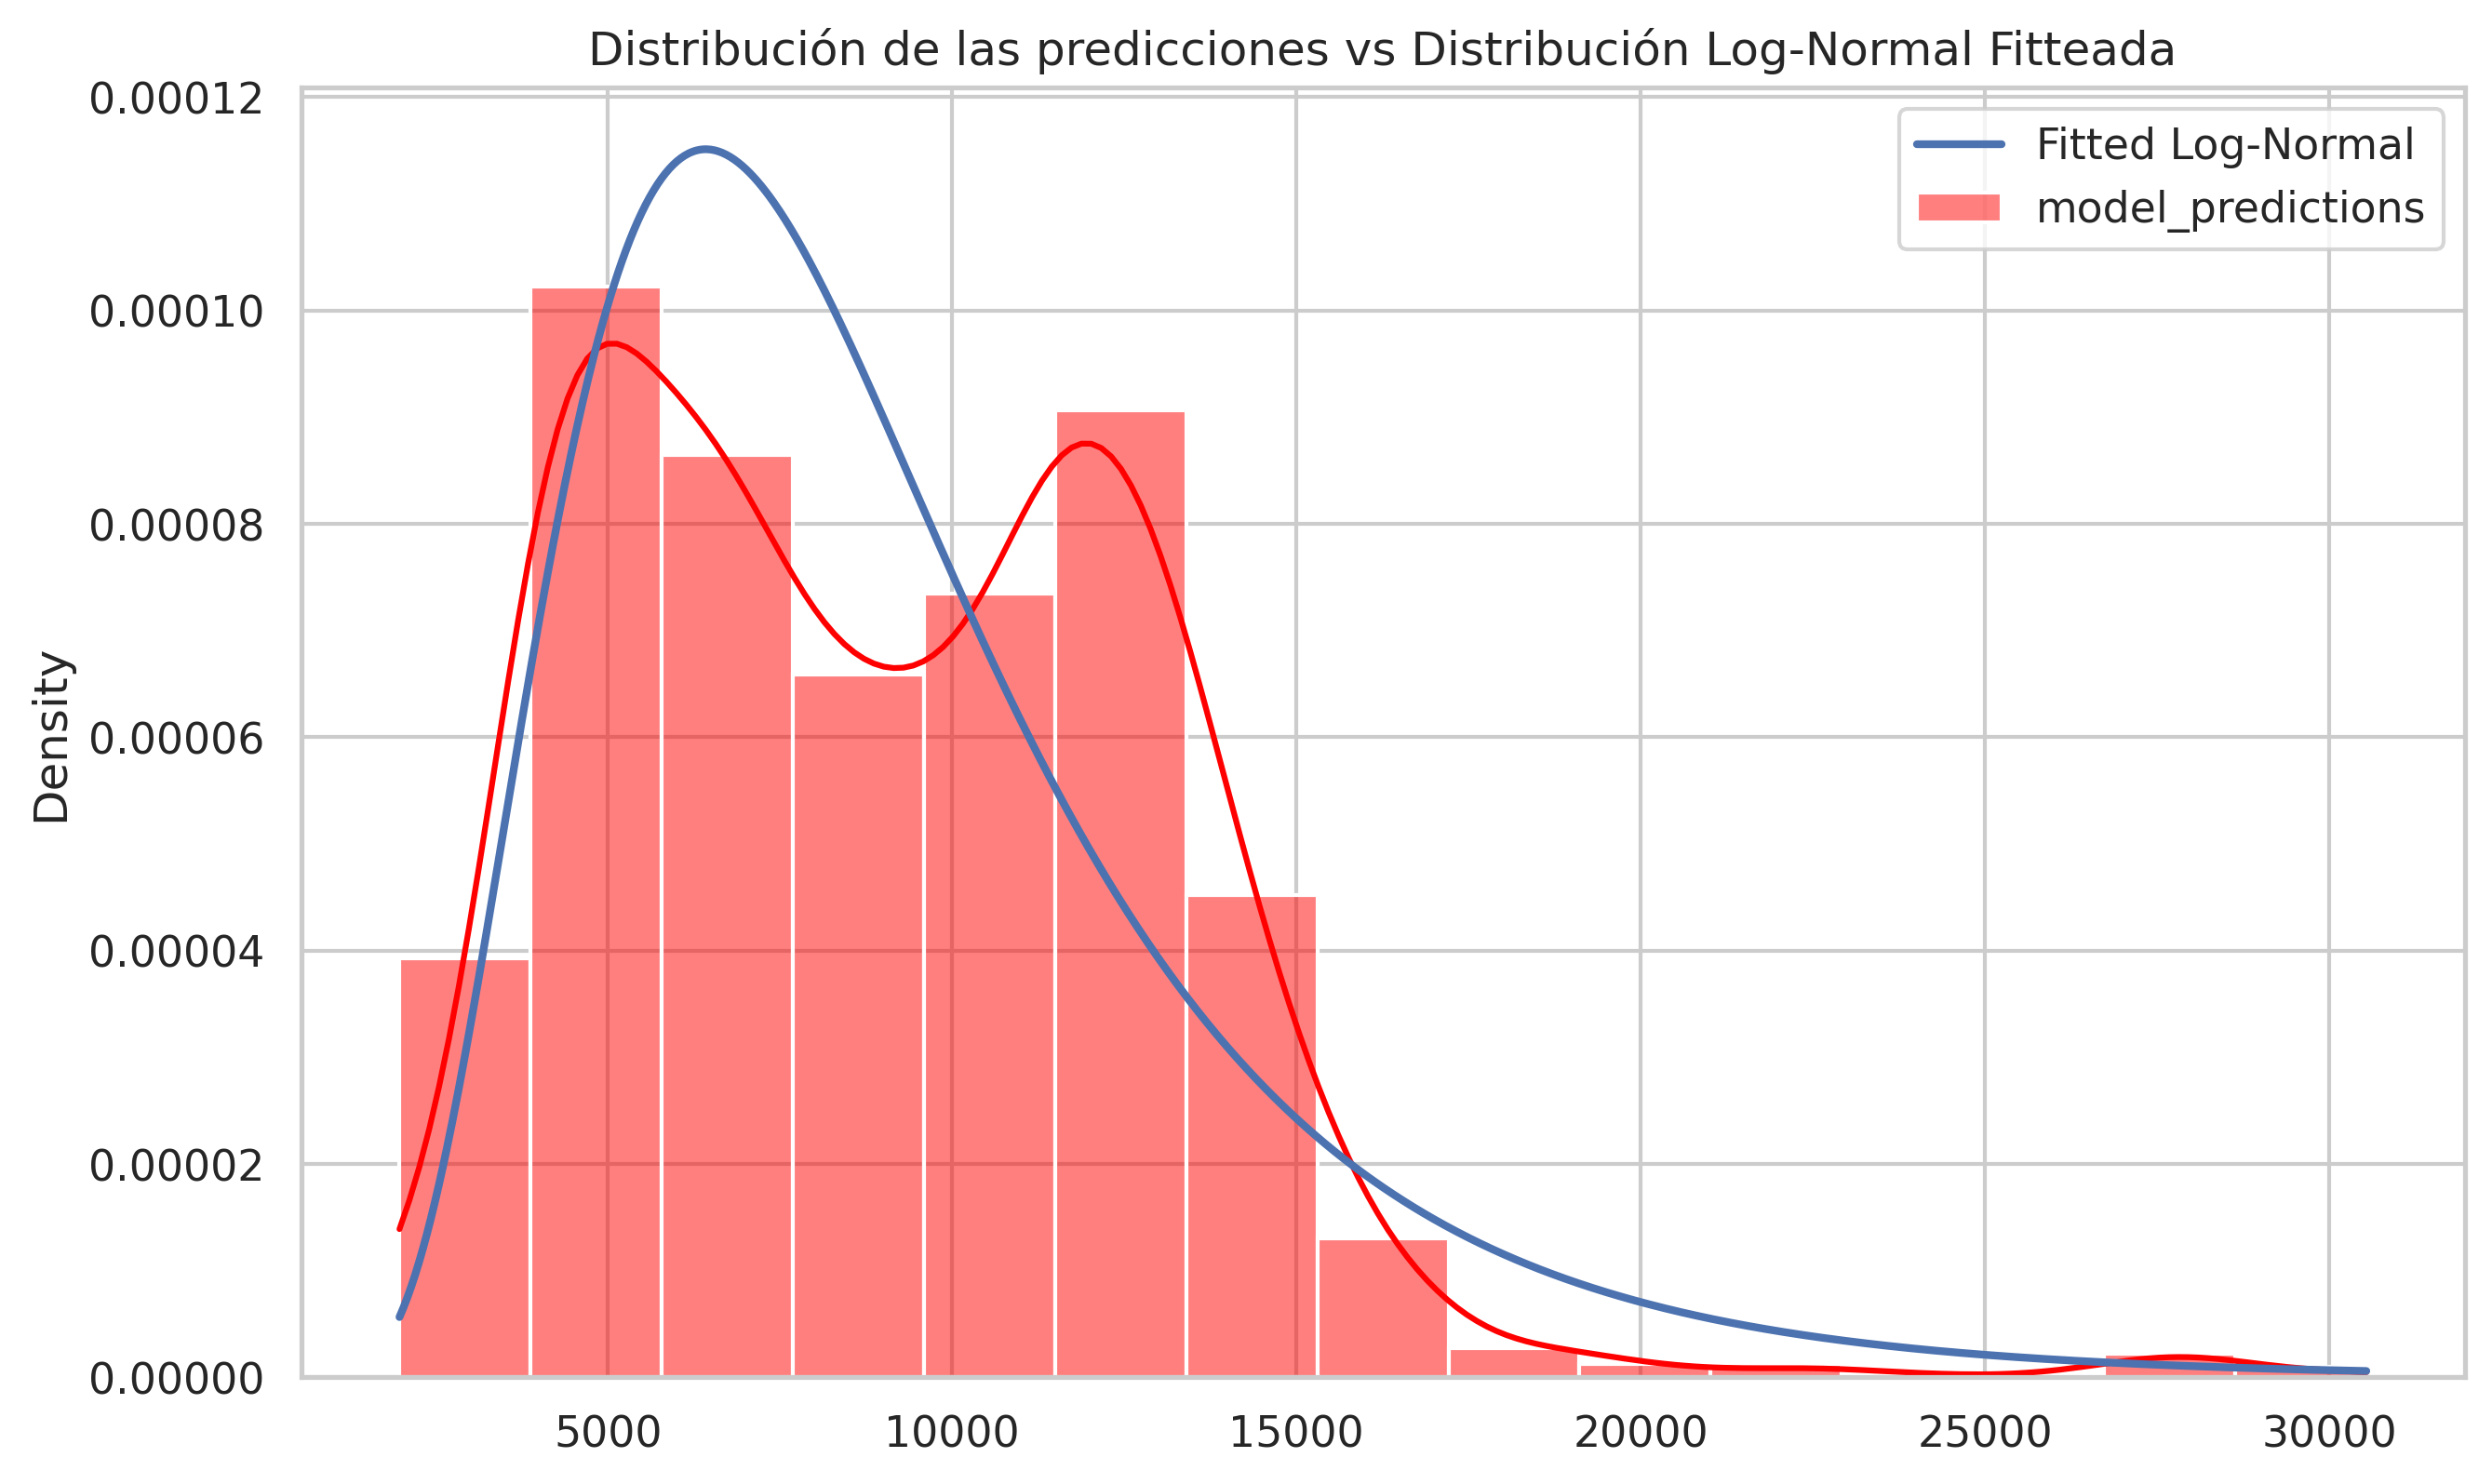 Distribución de las predicciones vs Distribución Log-Normal Fitteada
0.00012
0.00010
0.00008
0.00006
0.00004
0.00002
0.00000
Density
Fitted Log-Normal
model_predictions
5000 10000 15000 20000 25000 30000